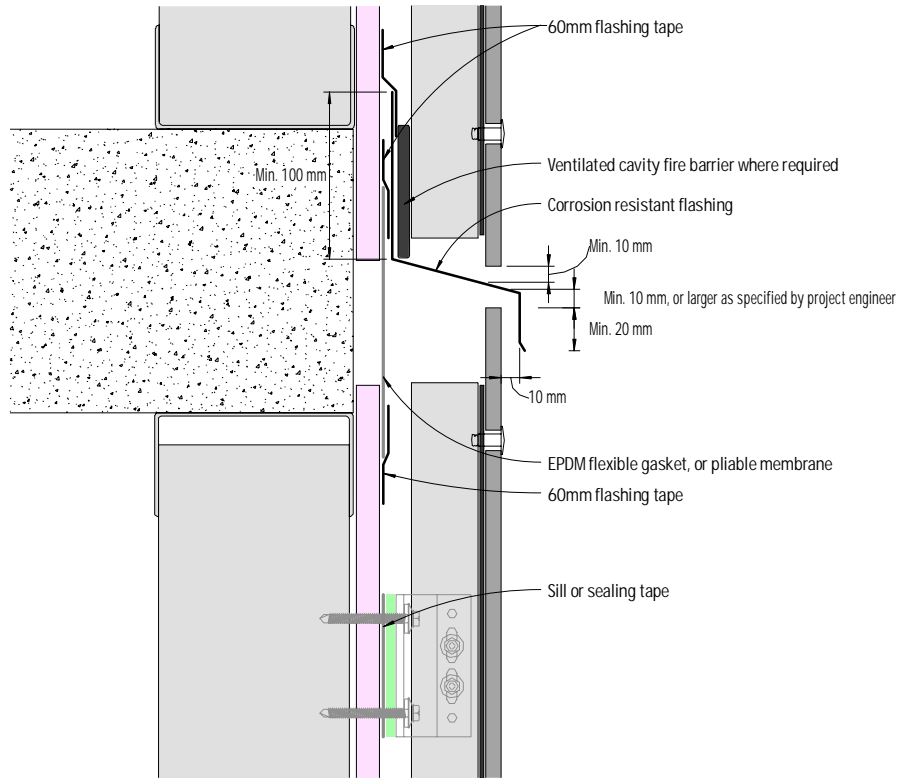 60mm flashing tape
Min. 100 mm
Ventilated cavity fire barrier where required
Corrosion resistant flashing
Min. 10 mm
Min. 10 mm, or larger as specified by project engineer
Min. 20 mm
10 mm
EPDM flexible gasket, or pliable membrane
60mm flashing tape
Sill or sealing tape